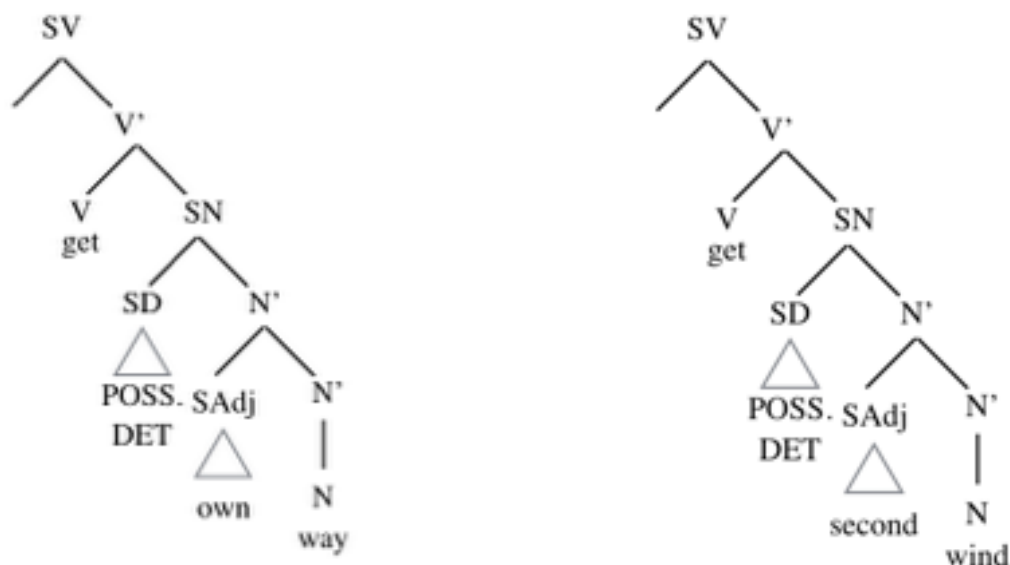 SV
V'
V SN
get
SD N'
POSS. SAdj N'
DET
own N
way
SV
V'
V SN
get
SD N'
POSS. SAdj N'
DET
second N
wind